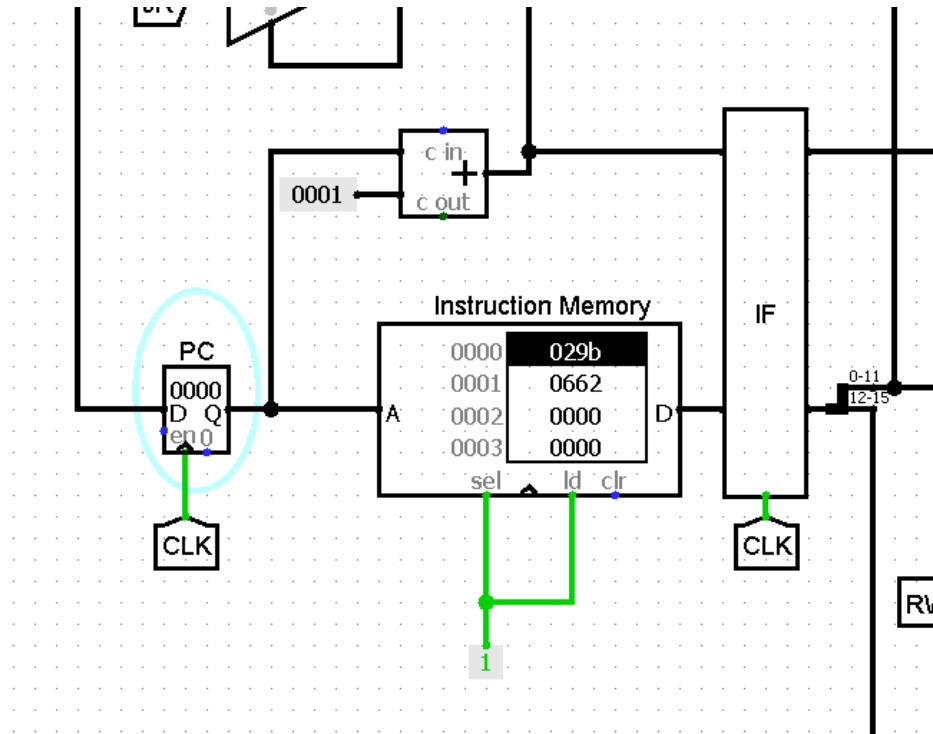 c in
+
0001
c out
Instruction Memory
IF
PC
0000 029b
0001 0662
0002 0000
0003 0000
0000
D Q
en 0
A
D
0-11
12-15
sel ld clr
CLK
CLK
1